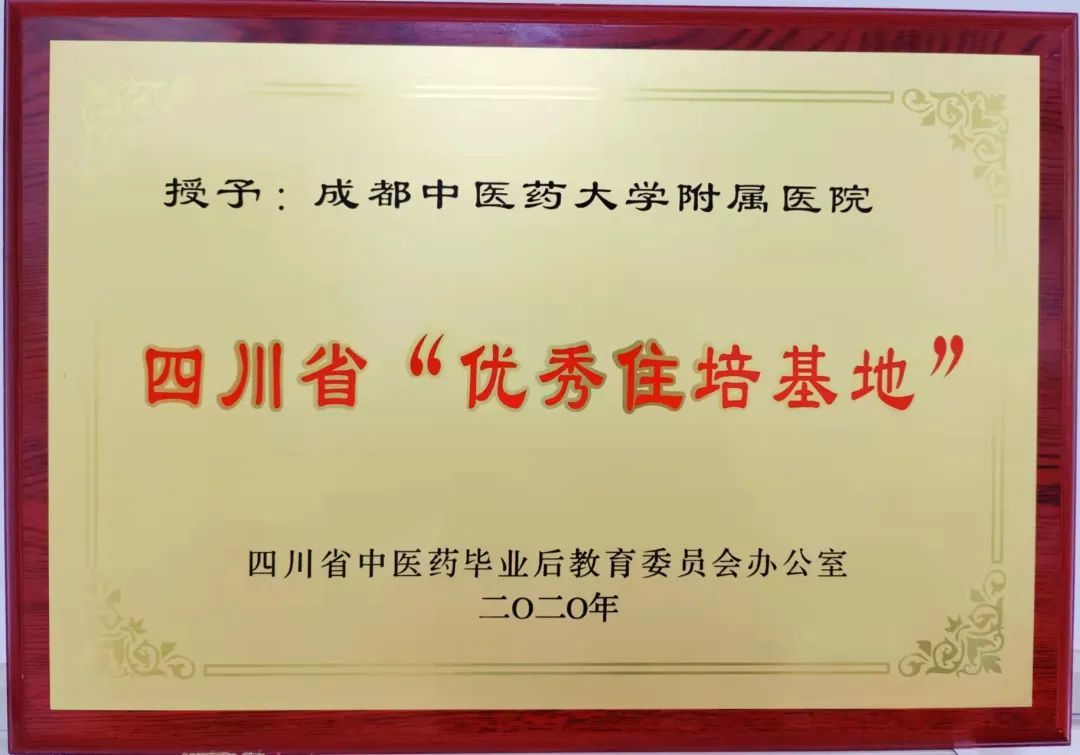 授予：成都中医药大学附属医院
四川省“优秀住培基地”
四川省中医药毕业后教育委员会办公室
二〇二〇年